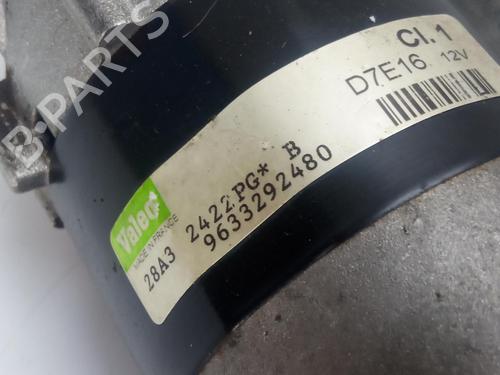 Cl.1
D7E16 12V
Valeo
MADE IN FRANCE
2422PG* B
9633292480
28A3
B-PARTS